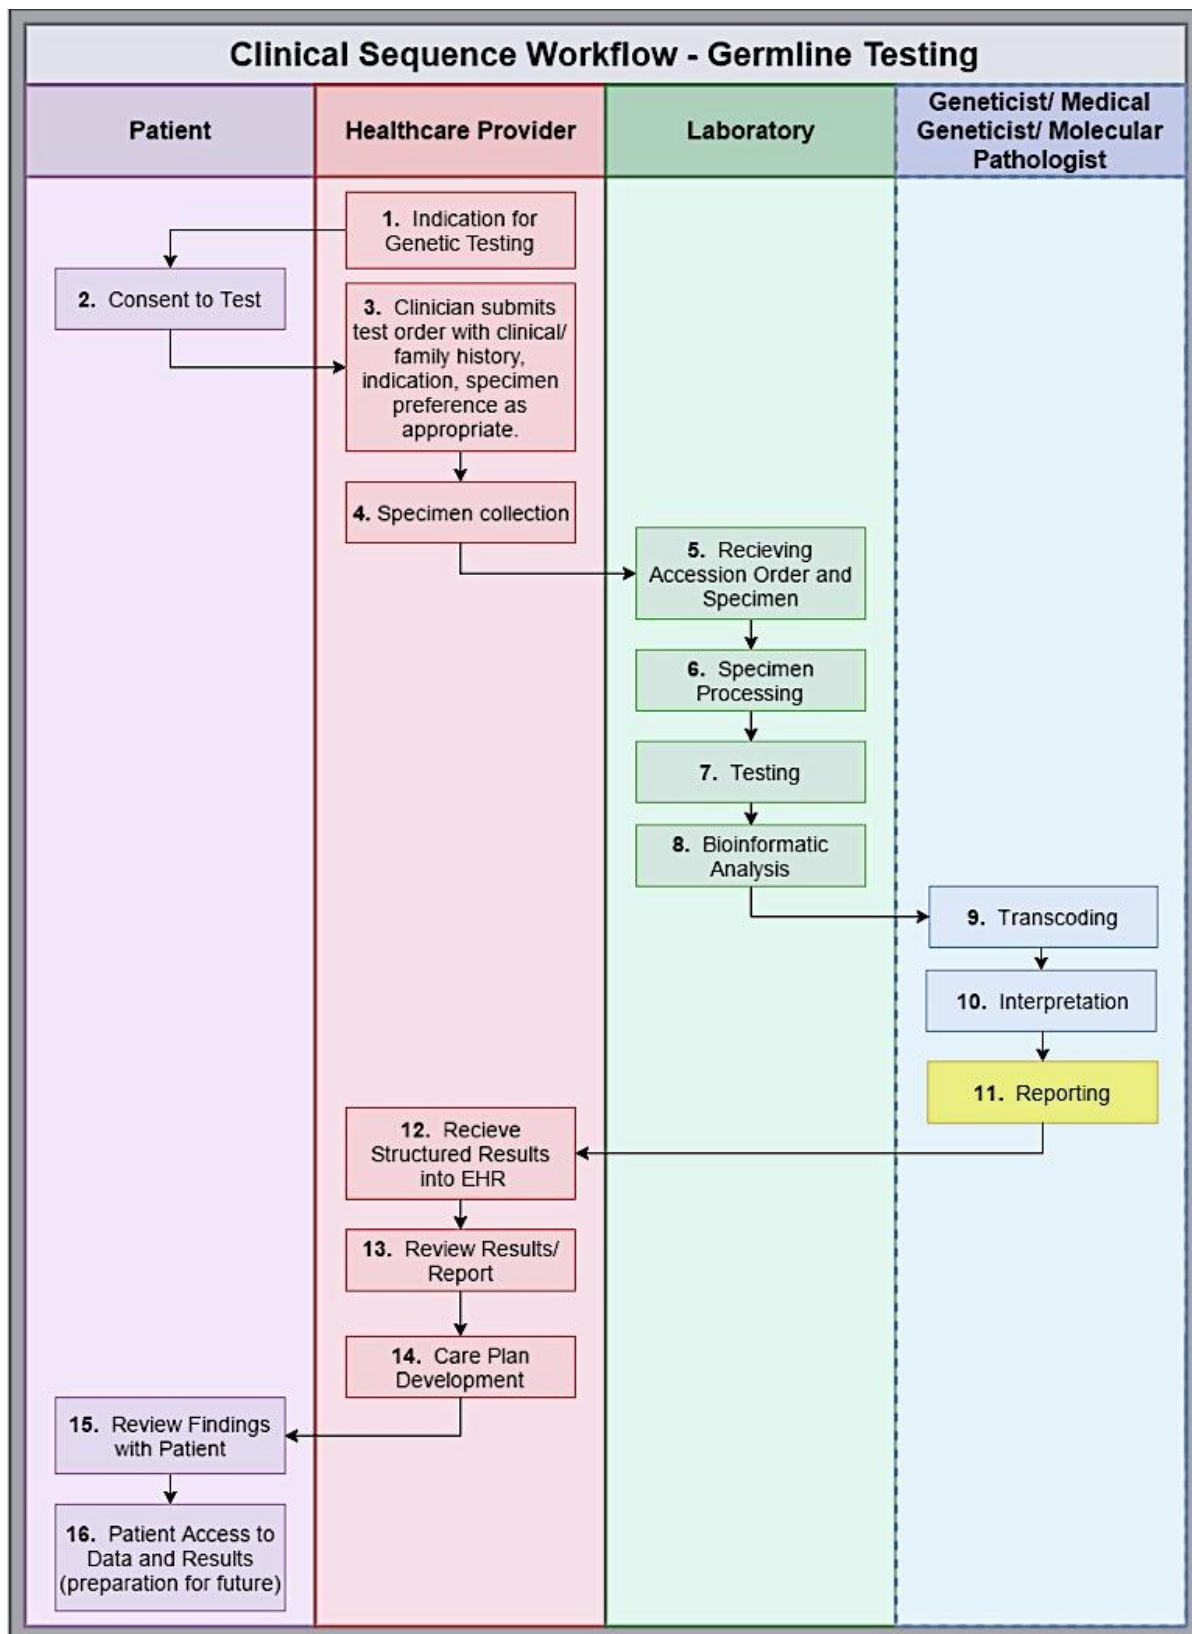 Clinical Sequence Workflow - Germline Testing
Patient
Healthcare Provider
Laboratory
Geneticist/ Medical
Geneticist/ Molecular
Pathologist
1. Indication for
Genetic Testing
2. Consent to Test
3. Clinician submits
test order with clinical/
family history,
indication, specimen
preference as
appropriate.
4. Specimen collection
5. Recieving
Accession Order and
Specimen
6. Specimen
Processing
7. Testing
8. Bioinformatic
Analysis
9. Transcoding
10. Interpretation
11. Reporting
12. Recieve
Structured Results
into EHR
13. Review Results/
Report
14. Care Plan
Development
15. Review Findings
with Patient
16. Patient Access to
Data and Results
(preparation for future)